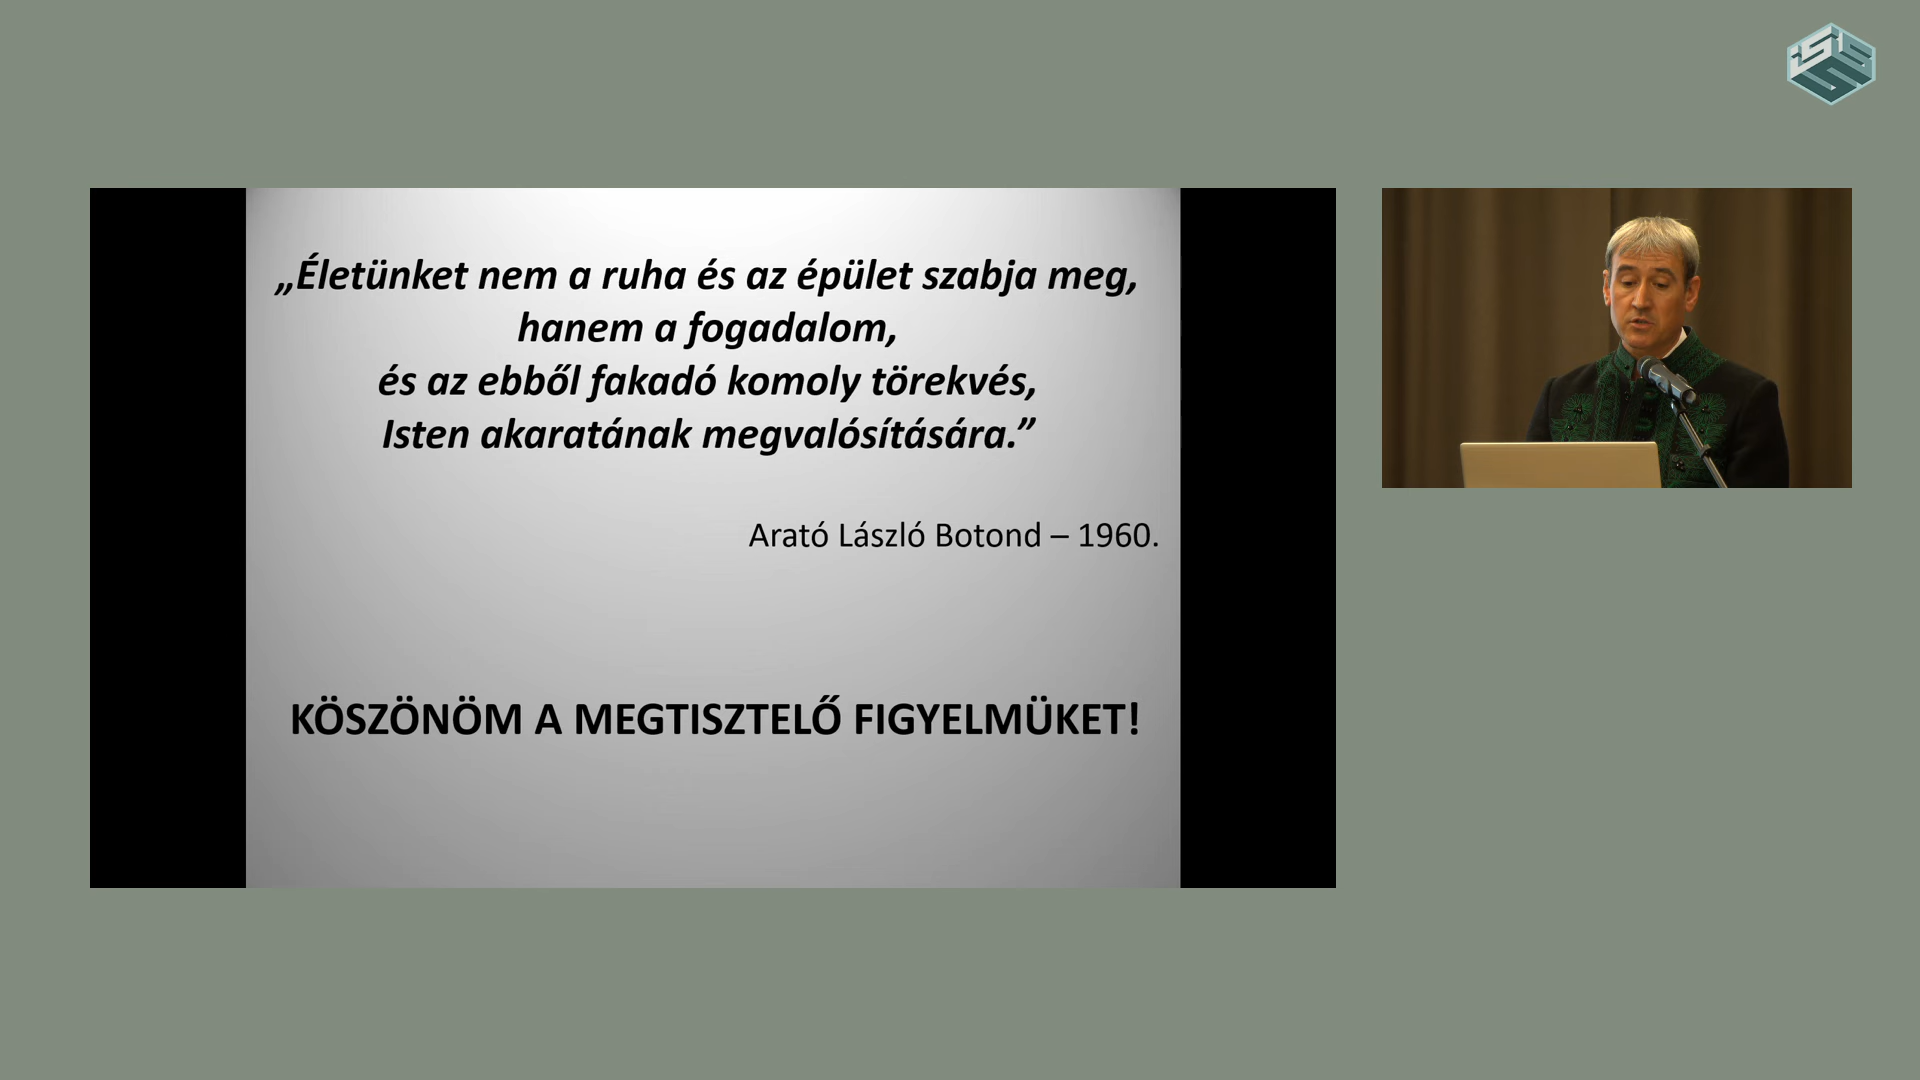 „Életünket nem a ruha és az épület szabja meg,
hanem a fogadalom,
és az ebből fakadó komoly törekvés,
Isten akaratának megvalósítására.”
Arató László Botond – 1960.
KÖSZÖNÖM A MEGTISZTELŐ FIGYELMÜKET!